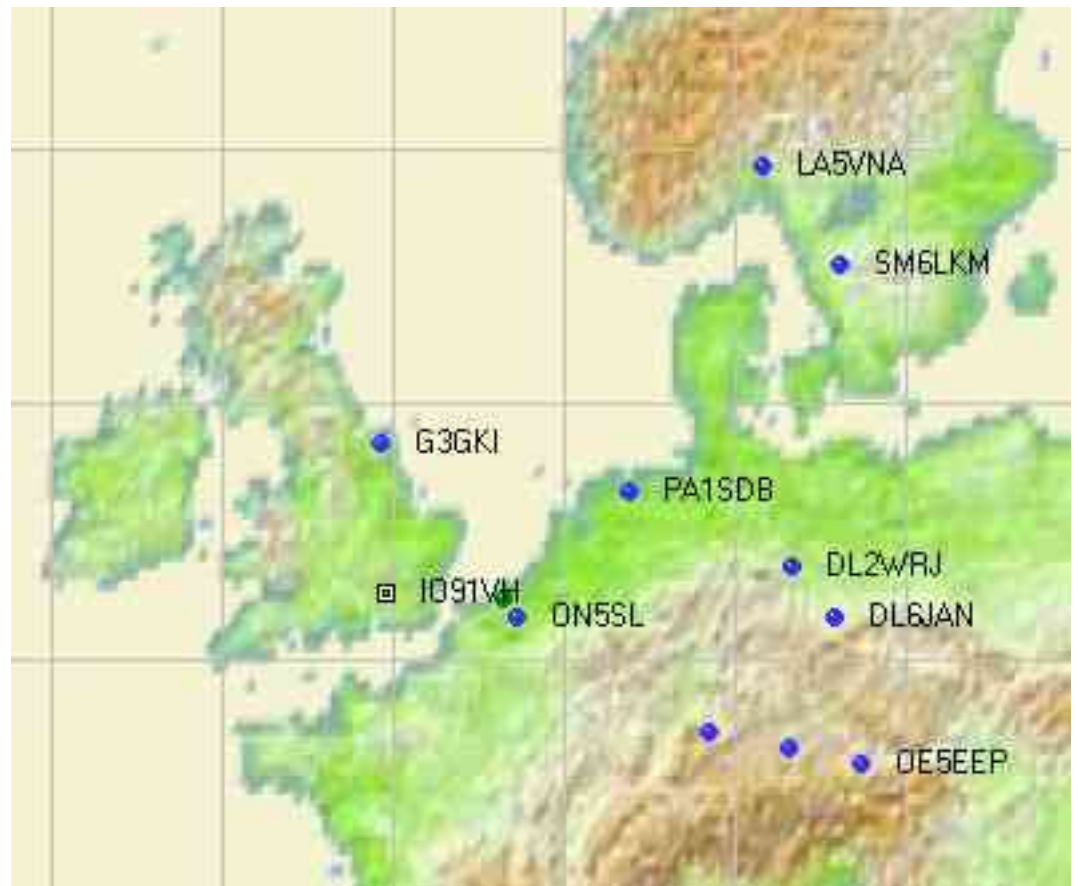 LA5VNA
SM6LKM
G3GKI
PA1SDB
DL2WRJ
IO91VH
ON5SL
DL6JAN
OE5EEP